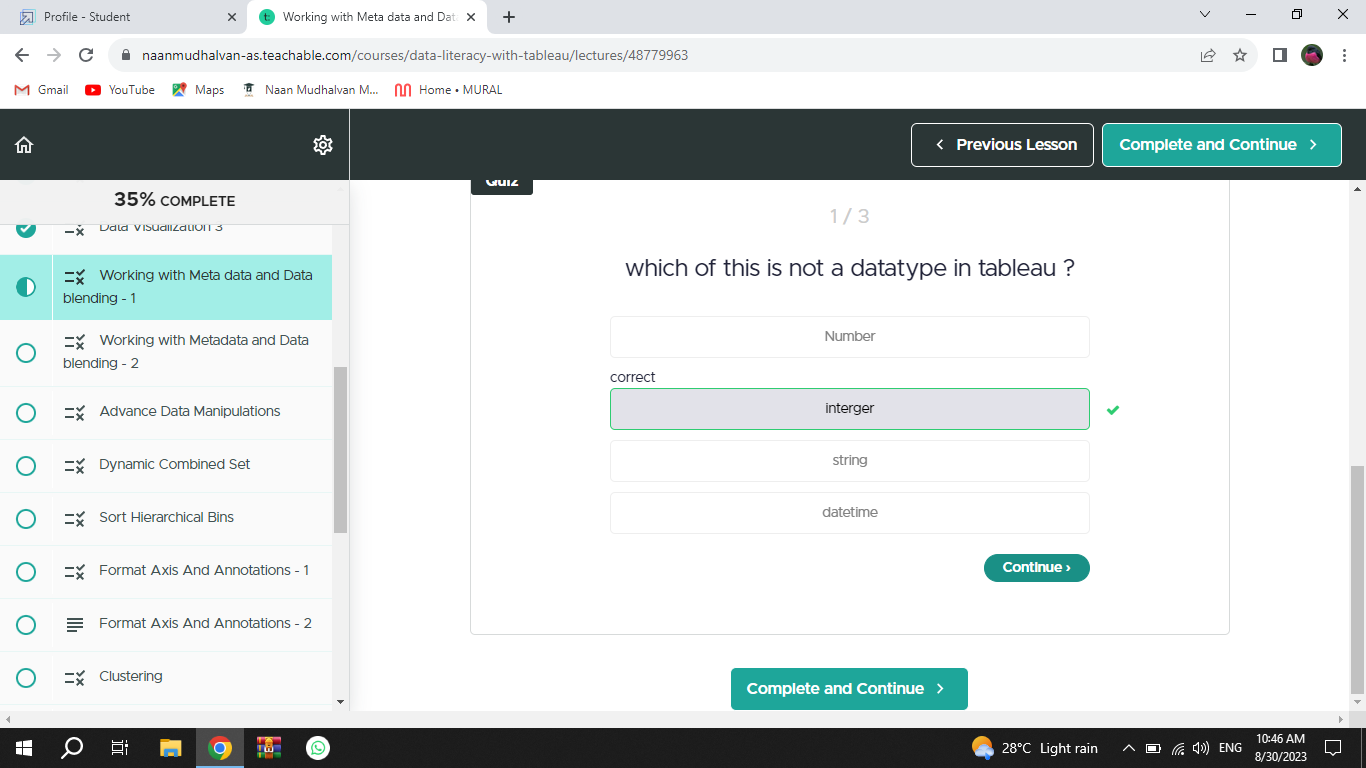 Profile - Student
Working with Meta data and Dat
naanmudhalvan-as.teachable.com/courses/data-literacy-with-tableau/lectures/48779963
Gmail YouTube Maps Naan Mudhalvan M... Home • MURAL
Previous Lesson
Complete and Continue
35% COMPLETE
Data Visualization 3
Working with Meta data and Data
blending - 1
Working with Metadata and Data
blending - 2
Advance Data Manipulations
Dynamic Combined Set
Sort Hierarchical Bins
Format Axis And Annotations - 1
Format Axis And Annotations - 2
Clustering
Quiz
1 / 3
which of this is not a datatype in tableau ?
Number
correct
interger
string
datetime
Continue ›
Complete and Continue
28°C Light rain
ENG
10:46 AM
8/30/2023